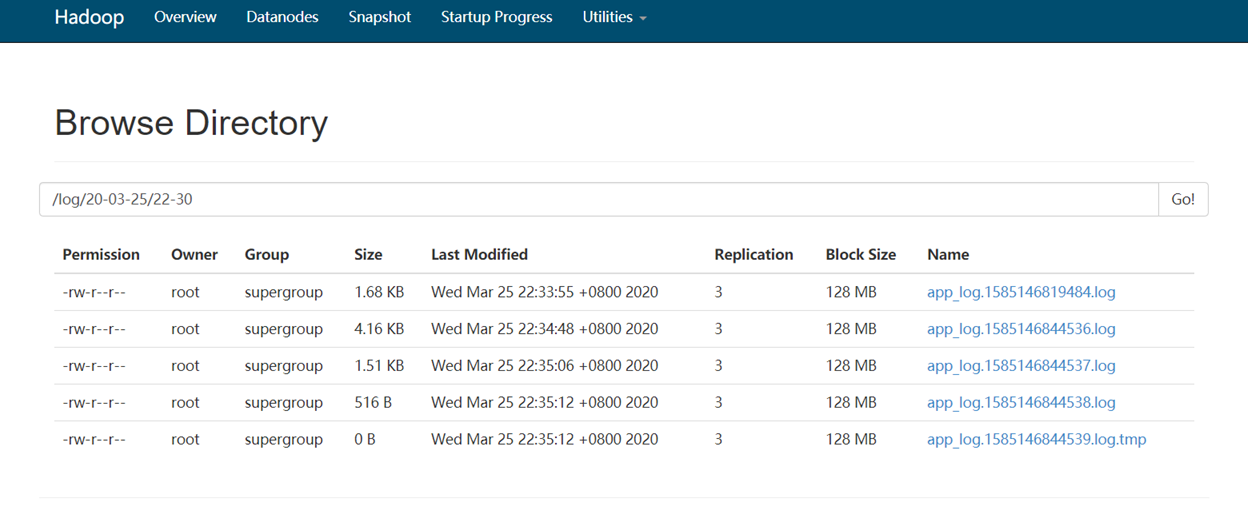 Hadoop Overview Datanodes Snapshot Startup Progress Utilities
Browse Directory
/log/20-03-25/22-30 Go!
Permission Owner Group Size Last Modified Replication Block Size Name
-rw-r--r-- root supergroup 1.68 KB Wed Mar 25 22:33:55 +0800 2020 3 128 MB app_log.1585146819484.log
-rw-r--r-- root supergroup 4.16 KB Wed Mar 25 22:34:48 +0800 2020 3 128 MB app_log.1585146844536.log
-rw-r--r-- root supergroup 1.51 KB Wed Mar 25 22:35:06 +0800 2020 3 128 MB app_log.1585146844537.log
-rw-r--r-- root supergroup 516 B Wed Mar 25 22:35:12 +0800 2020 3 128 MB app_log.1585146844538.log
-rw-r--r-- root supergroup 0 B Wed Mar 25 22:35:12 +0800 2020 3 128 MB app_log.1585146844539.log.tmp